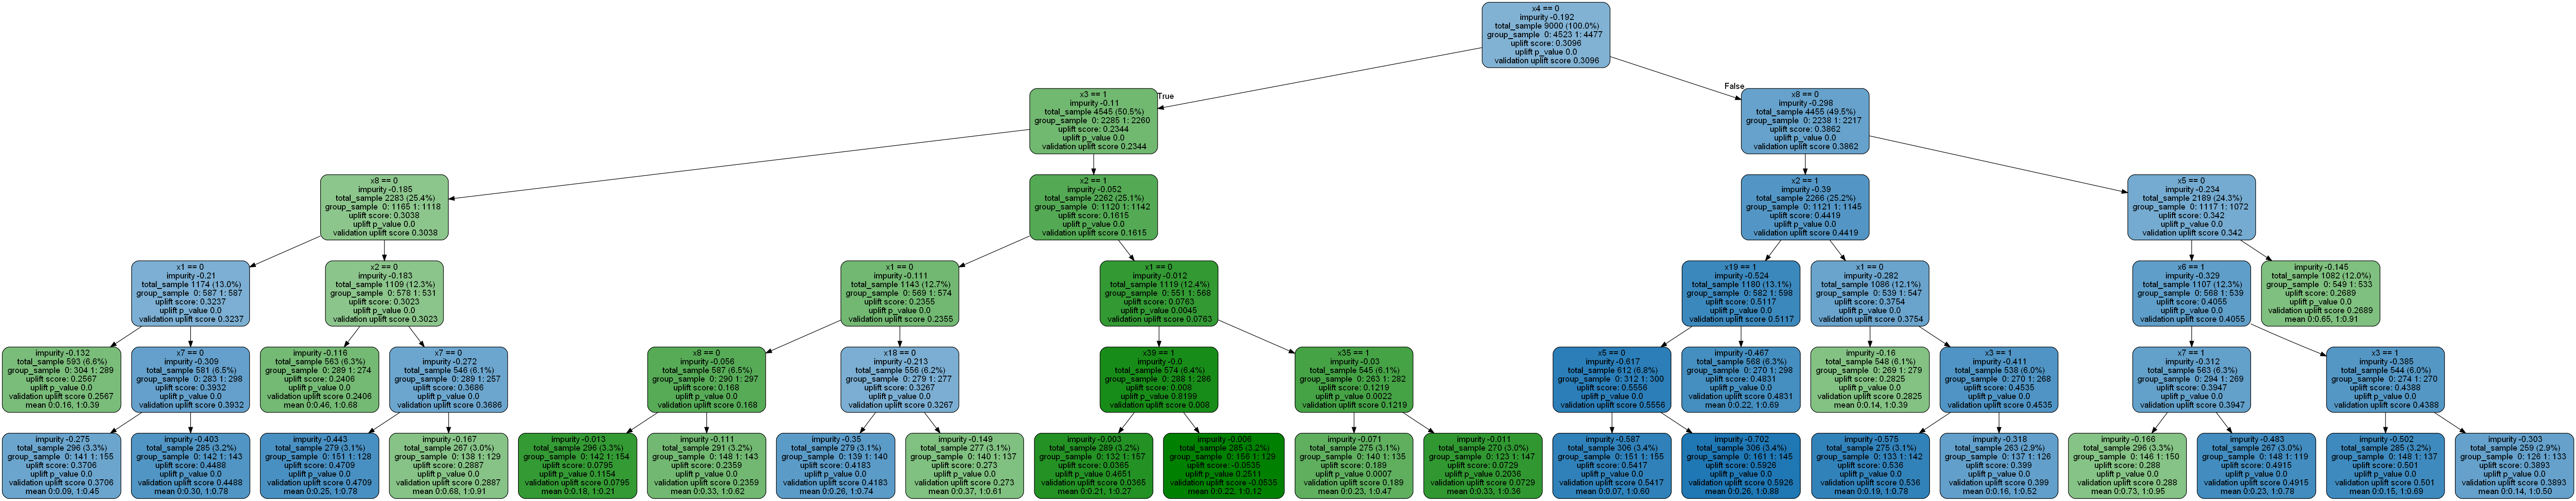 x4 == 0
impurity -0.192
total_sample 9000 (100.0%)
group_sample 0: 4523 1: 4477
uplift score: 0.3096
uplift p_value 0.0
validation uplift score 0.3096
True
False
x3 == 1
impurity -0.11
total_sample 4545 (50.5%)
group_sample 0: 2285 1: 2260
uplift score: 0.2344
uplift p_value 0.0
validation uplift score 0.2344
x8 == 0
impurity -0.298
total_sample 4455 (49.5%)
group_sample 0: 2238 1: 2217
uplift score: 0.3862
uplift p_value 0.0
validation uplift score 0.3862
x8 == 0
impurity -0.185
total_sample 2283 (25.4%)
group_sample 0: 1165 1: 1118
uplift score: 0.3038
uplift p_value 0.0
validation uplift score 0.3038
x2 == 1
impurity -0.052
total_sample 2262 (25.1%)
group_sample 0: 1120 1: 1142
uplift score: 0.1615
uplift p_value 0.0
validation uplift score 0.1615
x2 == 1
impurity -0.39
total_sample 2266 (25.2%)
group_sample 0: 1121 1: 1145
uplift score: 0.4419
uplift p_value 0.0
validation uplift score 0.4419
x5 == 0
impurity -0.234
total_sample 2189 (24.3%)
group_sample 0: 1117 1: 1072
uplift score: 0.342
uplift p_value 0.0
validation uplift score 0.342
x1 == 0
impurity -0.21
total_sample 1174 (13.0%)
group_sample 0: 587 1: 587
uplift score: 0.3237
uplift p_value 0.0
validation uplift score 0.3237
x2 == 0
impurity -0.183
total_sample 1109 (12.3%)
group_sample 0: 578 1: 531
uplift score: 0.3023
uplift p_value 0.0
validation uplift score 0.3023
x1 == 0
impurity -0.111
total_sample 1143 (12.7%)
group_sample 0: 569 1: 574
uplift score: 0.2355
uplift p_value 0.0
validation uplift score 0.2355
x1 == 0
impurity -0.012
total_sample 1119 (12.4%)
group_sample 0: 551 1: 568
uplift score: 0.0763
uplift p_value 0.0045
validation uplift score 0.0763
x19 == 1
impurity -0.524
total_sample 1180 (13.1%)
group_sample 0: 582 1: 598
uplift score: 0.5117
uplift p_value 0.0
validation uplift score 0.5117
x1 == 0
impurity -0.282
total_sample 1086 (12.1%)
group_sample 0: 539 1: 547
uplift score: 0.3754
uplift p_value 0.0
validation uplift score 0.3754
x6 == 1
impurity -0.329
total_sample 1107 (12.3%)
group_sample 0: 568 1: 539
uplift score: 0.4055
uplift p_value 0.0
validation uplift score 0.4055
impurity -0.145
total_sample 1082 (12.0%)
group_sample 0: 549 1: 533
uplift score: 0.2689
uplift p_value 0.0
validation uplift score 0.2689
mean 0:0.65, 1:0.91
impurity -0.132
total_sample 593 (6.6%)
group_sample 0: 304 1: 289
uplift score: 0.2567
uplift p_value 0.0
validation uplift score 0.2567
mean 0:0.16, 1:0.39
x7 == 0
impurity -0.309
total_sample 581 (6.5%)
group_sample 0: 283 1: 298
uplift score: 0.3932
uplift p_value 0.0
validation uplift score 0.3932
impurity -0.116
total_sample 563 (6.3%)
group_sample 0: 289 1: 274
uplift score: 0.2406
uplift p_value 0.0
validation uplift score 0.2406
mean 0:0.46, 1:0.68
x7 == 0
impurity -0.272
total_sample 546 (6.1%)
group_sample 0: 289 1: 257
uplift score: 0.3686
uplift p_value 0.0
validation uplift score 0.3686
x8 == 0
impurity -0.056
total_sample 587 (6.5%)
group_sample 0: 290 1: 297
uplift score: 0.168
uplift p_value 0.0
validation uplift score 0.168
x18 == 0
impurity -0.213
total_sample 556 (6.2%)
group_sample 0: 279 1: 277
uplift score: 0.3267
uplift p_value 0.0
validation uplift score 0.3267
x39 == 1
impurity -0.0
total_sample 574 (6.4%)
group_sample 0: 288 1: 286
uplift score: 0.008
uplift p_value 0.8199
validation uplift score 0.008
x35 == 1
impurity -0.03
total_sample 545 (6.1%)
group_sample 0: 263 1: 282
uplift score: 0.1219
uplift p_value 0.0022
validation uplift score 0.1219
x5 == 0
impurity -0.617
total_sample 612 (6.8%)
group_sample 0: 312 1: 300
uplift score: 0.5556
uplift p_value 0.0
validation uplift score 0.5556
impurity -0.467
total_sample 568 (6.3%)
group_sample 0: 270 1: 298
uplift score: 0.4831
uplift p_value 0.0
validation uplift score 0.4831
mean 0:0.22, 1:0.69
impurity -0.16
total_sample 548 (6.1%)
group_sample 0: 269 1: 279
uplift score: 0.2825
uplift p_value 0.0
validation uplift score 0.2825
mean 0:0.14, 1:0.39
x3 == 1
impurity -0.411
total_sample 538 (6.0%)
group_sample 0: 270 1: 268
uplift score: 0.4535
uplift p_value 0.0
validation uplift score 0.4535
x7 == 1
impurity -0.312
total_sample 563 (6.3%)
group_sample 0: 294 1: 269
uplift score: 0.3947
uplift p_value 0.0
validation uplift score 0.3947
x3 == 1
impurity -0.385
total_sample 544 (6.0%)
group_sample 0: 274 1: 270
uplift score: 0.4388
uplift p_value 0.0
validation uplift score 0.4388
impurity -0.275
total_sample 296 (3.3%)
group_sample 0: 141 1: 155
uplift score: 0.3706
uplift p_value 0.0
validation uplift score 0.3706
mean 0:0.09, 1:0.45
impurity -0.403
total_sample 285 (3.2%)
group_sample 0: 142 1: 143
uplift score: 0.4488
uplift p_value 0.0
validation uplift score 0.4488
mean 0:0.30, 1:0.78
impurity -0.443
total_sample 279 (3.1%)
group_sample 0: 151 1: 128
uplift score: 0.4709
uplift p_value 0.0
validation uplift score 0.4709
mean 0:0.25, 1:0.78
impurity -0.167
total_sample 267 (3.0%)
group_sample 0: 138 1: 129
uplift score: 0.2887
uplift p_value 0.0
validation uplift score 0.2887
mean 0:0.68, 1:0.91
impurity -0.013
total_sample 296 (3.3%)
group_sample 0: 142 1: 154
uplift score: 0.0795
uplift p_value 0.1154
validation uplift score 0.0795
mean 0:0.18, 1:0.21
impurity -0.111
total_sample 291 (3.2%)
group_sample 0: 148 1: 143
uplift score: 0.2359
uplift p_value 0.0
validation uplift score 0.2359
mean 0:0.33, 1:0.62
impurity -0.35
total_sample 279 (3.1%)
group_sample 0: 139 1: 140
uplift score: 0.4183
uplift p_value 0.0
validation uplift score 0.4183
mean 0:0.26, 1:0.74
impurity -0.149
total_sample 277 (3.1%)
group_sample 0: 140 1: 137
uplift score: 0.273
uplift p_value 0.0
validation uplift score 0.273
mean 0:0.37, 1:0.61
impurity -0.003
total_sample 289 (3.2%)
group_sample 0: 132 1: 157
uplift score: 0.0365
uplift p_value 0.4651
validation uplift score 0.0365
mean 0:0.21, 1:0.27
impurity -0.006
total_sample 285 (3.2%)
group_sample 0: 156 1: 129
uplift score: -0.0535
uplift p_value 0.2511
validation uplift score -0.0535
mean 0:0.22, 1:0.12
impurity -0.071
total_sample 275 (3.1%)
group_sample 0: 140 1: 135
uplift score: 0.189
uplift p_value 0.0007
validation uplift score 0.189
mean 0:0.23, 1:0.47
impurity -0.011
total_sample 270 (3.0%)
group_sample 0: 123 1: 147
uplift score: 0.0729
uplift p_value 0.2036
validation uplift score 0.0729
mean 0:0.33, 1:0.36
impurity -0.587
total_sample 306 (3.4%)
group_sample 0: 151 1: 155
uplift score: 0.5417
uplift p_value 0.0
validation uplift score 0.5417
mean 0:0.07, 1:0.60
impurity -0.702
total_sample 306 (3.4%)
group_sample 0: 161 1: 145
uplift score: 0.5926
uplift p_value 0.0
validation uplift score 0.5926
mean 0:0.26, 1:0.88
impurity -0.575
total_sample 275 (3.1%)
group_sample 0: 133 1: 142
uplift score: 0.536
uplift p_value 0.0
validation uplift score 0.536
mean 0:0.19, 1:0.78
impurity -0.318
total_sample 263 (2.9%)
group_sample 0: 137 1: 126
uplift score: 0.399
uplift p_value 0.0
validation uplift score 0.399
mean 0:0.16, 1:0.52
impurity -0.166
total_sample 296 (3.3%)
group_sample 0: 146 1: 150
uplift score: 0.288
uplift p_value 0.0
validation uplift score 0.288
mean 0:0.73, 1:0.95
impurity -0.483
total_sample 267 (3.0%)
group_sample 0: 148 1: 119
uplift score: 0.4915
uplift p_value 0.0
validation uplift score 0.4915
mean 0:0.23, 1:0.78
impurity -0.502
total_sample 285 (3.2%)
group_sample 0: 148 1: 137
uplift score: 0.501
uplift p_value 0.0
validation uplift score 0.501
mean 0:0.15, 1:0.69
impurity -0.303
total_sample 259 (2.9%)
group_sample 0: 126 1: 133
uplift score: 0.3893
uplift p_value 0.0
validation uplift score 0.3893
mean 0:0.14, 1:0.50